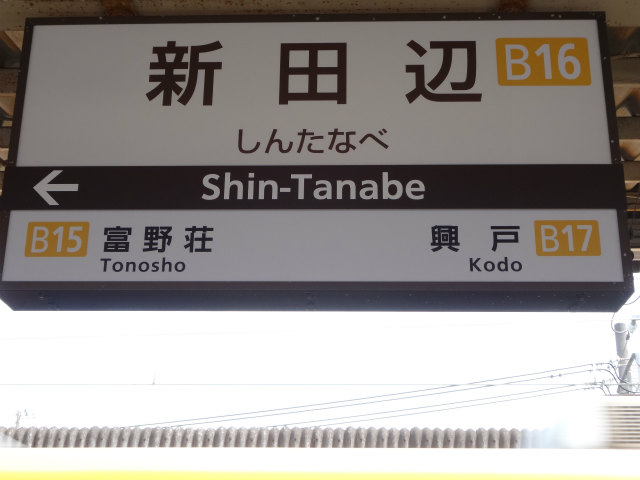 新田辺 B16
しんたなべ
← Shin-Tanabe
B15 富野荘 興戸 B17
Tonosho Kodo